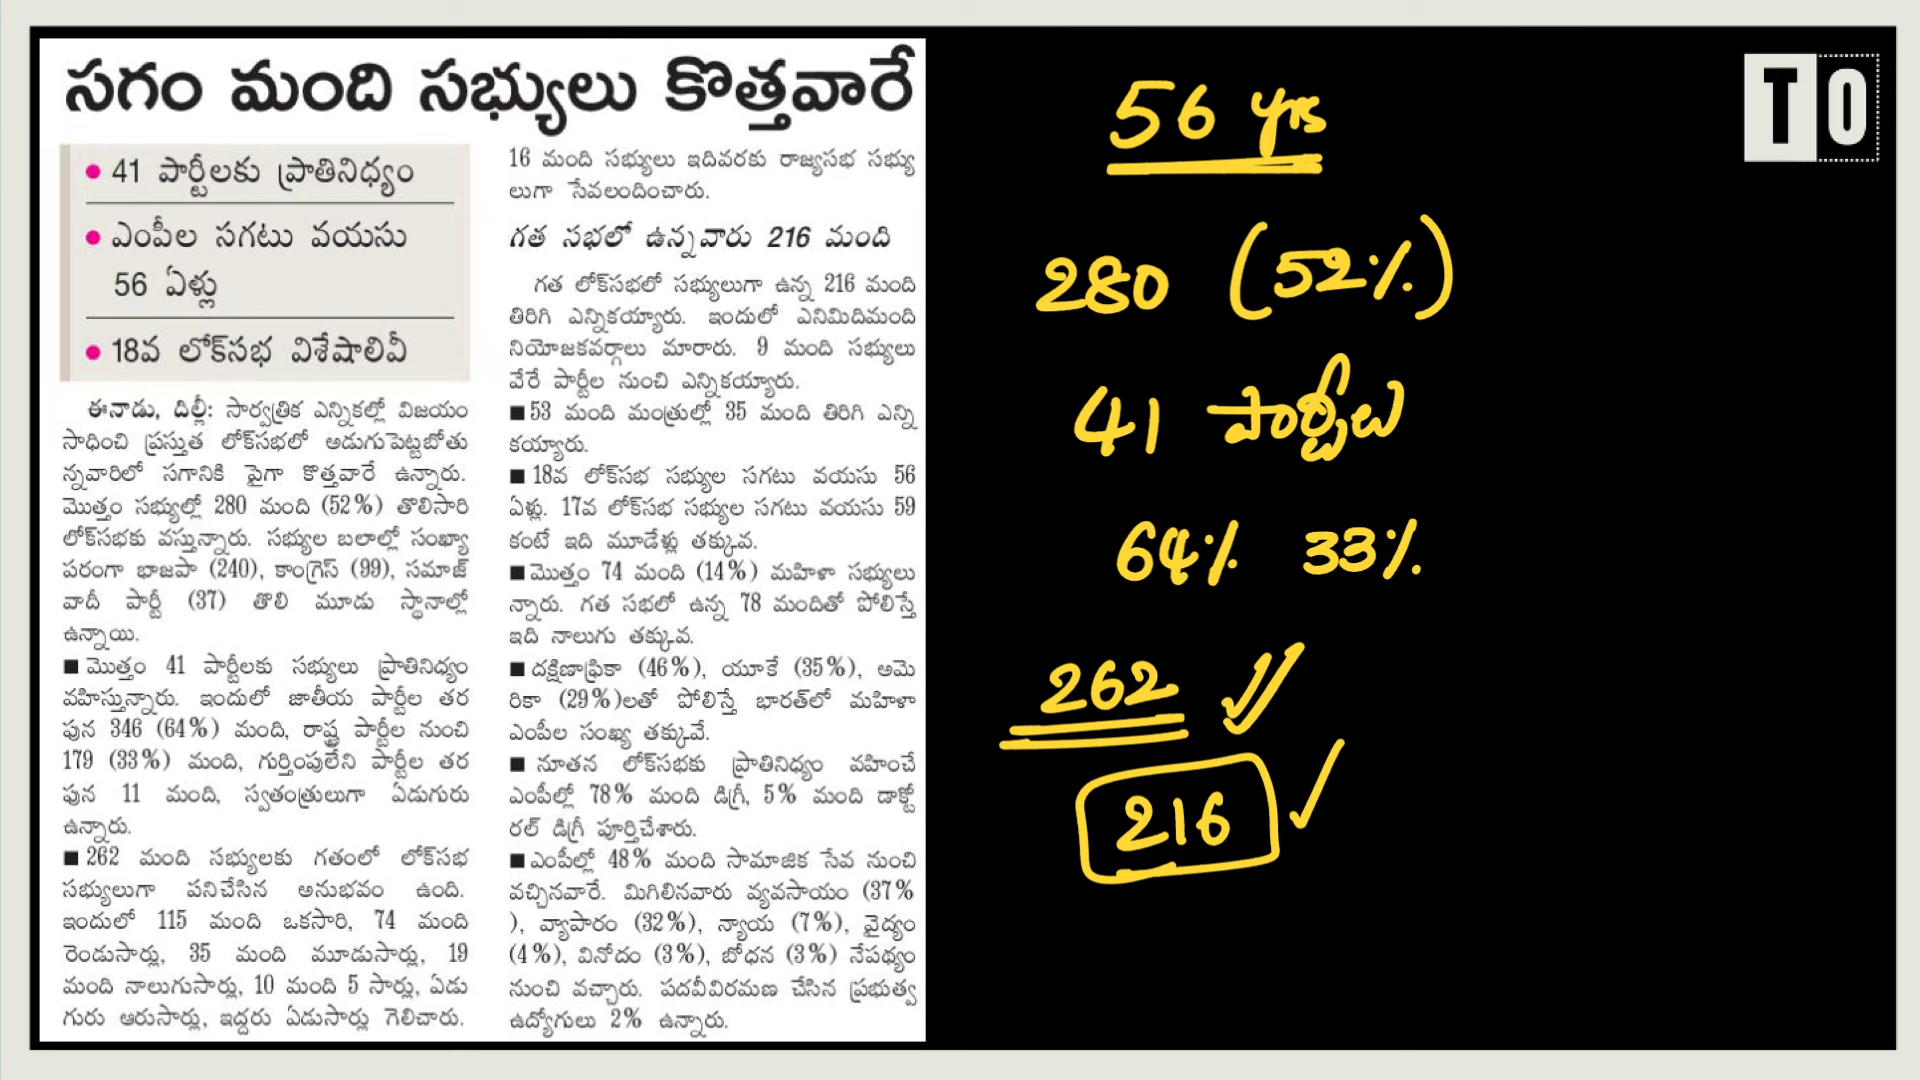 సగం మంది సభ్యులు కొత్తవారే
• 41 పార్టీలకు ప్రాతినిధ్యం
• ఎంపీల సగటు వయసు
56 ఏళ్లు
• 18వ లోక్‌సభ విశేషాలివీ
ఈనాడు, దిల్లీ: సార్వత్రిక ఎన్నికల్లో విజయం
సాధించి ప్రస్తుత లోక్‌సభలో అడుగుపెట్టబోతు
న్నవారిలో సగానికి పైగా కొత్తవారే ఉన్నారు.
మొత్తం సభ్యుల్లో 280 మంది (52%) తొలిసారి
లోక్‌సభకు వస్తున్నారు. సభ్యుల బలాల్లో సంఖ్యా
పరంగా భాజపా (240), కాంగ్రెస్ (99), సమాజ్
వాదీ పార్టీ (37) తొలి మూడు స్థానాల్లో
ఉన్నాయి.
■ మొత్తం 41 పార్టీలకు సభ్యులు ప్రాతినిధ్యం
వహిస్తున్నారు. ఇందులో జాతీయ పార్టీల తర
ఫున 346 (64%) మంది, రాష్ట్ర పార్టీల నుంచి
179 (33%) మంది, గుర్తింపులేని పార్టీల తర
ఫున 11 మంది, స్వతంత్రులుగా ఏడుగురు
ఉన్నారు.
■ 262 మంది సభ్యులకు గతంలో లోక్‌సభ
సభ్యులుగా పనిచేసిన అనుభవం ఉంది.
ఇందులో 115 మంది ఒకసారి, 74 మంది
రెండుసార్లు, 35 మంది మూడుసార్లు, 19
మంది నాలుగుసార్లు, 10 మంది 5 సార్లు, ఏడు
గురు ఆరుసార్లు, ఇద్దరు ఏడుసార్లు గెలిచారు.
16 మంది సభ్యులు ఇదివరకు రాజ్యసభ సభ్యు
లుగా సేవలందించారు.
గత సభలో ఉన్నవారు 216 మంది
గత లోక్‌సభలో సభ్యులుగా ఉన్న 216 మంది
తిరిగి ఎన్నికయ్యారు. ఇందులో ఎనిమిదిమంది
నియోజకవర్గాలు మారారు. 9 మంది సభ్యులు
వేరే పార్టీల నుంచి ఎన్నికయ్యారు.
■ 53 మంది మంత్రుల్లో 35 మంది తిరిగి ఎన్ని
కయ్యారు.
■ 18వ లోక్‌సభ సభ్యుల సగటు వయసు 56
ఏళ్లు. 17వ లోక్‌సభ సభ్యుల సగటు వయసు 59
కంటే ఇది మూడేళ్లు తక్కువ.
■ మొత్తం 74 మంది (14%) మహిళా సభ్యులు
న్నారు. గత సభలో ఉన్న 78 మందితో పోలిస్తే
ఇది నాలుగు తక్కువ.
■ దక్షిణాఫ్రికా (46%), యూకే (35%), అమె
రికా (29%)లతో పోలిస్తే భారత్‌లో మహిళా
ఎంపీల సంఖ్య తక్కువే.
■ నూతన లోక్‌సభకు ప్రాతినిధ్యం వహించే
ఎంపీల్లో 78% మంది డిగ్రీ, 5% మంది డాక్టో
రల్ డిగ్రీ పూర్తిచేశారు.
■ ఎంపీల్లో 48% మంది సామాజిక సేవ నుంచి
వచ్చినవారే. మిగిలినవారు వ్యవసాయం (37%
), వ్యాపారం (32%), న్యాయ (7%), వైద్యం
(4%), వినోదం (3%), బోధన (3%) నేపథ్యం
నుంచి వచ్చారు. పదవీవిరమణ చేసిన ప్రభుత్వ
ఉద్యోగులు 2% ఉన్నారు.
56 yrs
280 (52%)
41 పార్టీలు
64% 33%
262
216
TO